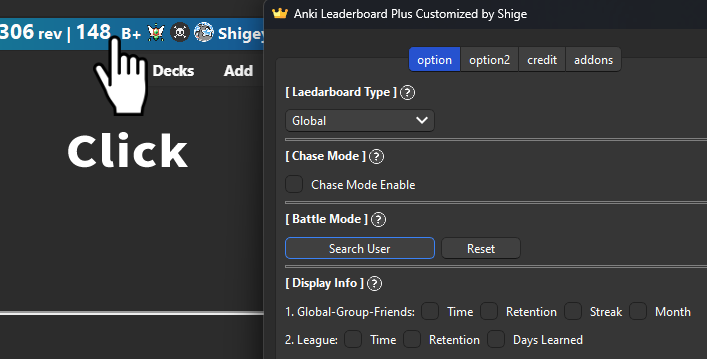 306 rev | 148 B+ Shigey
Decks Add
Click
Anki Leaderboard Plus Customized by Shige
option option2 credit addons
[ Laedarboard Type ] ?
Global
[ Chase Mode ] ?
Chase Mode Enable
[ Battle Mode ] ?
Search User Reset
[ Display Info ] ?
1. Global-Group-Friends: Time Retention Streak Month
2. League: Time Retention Days Learned